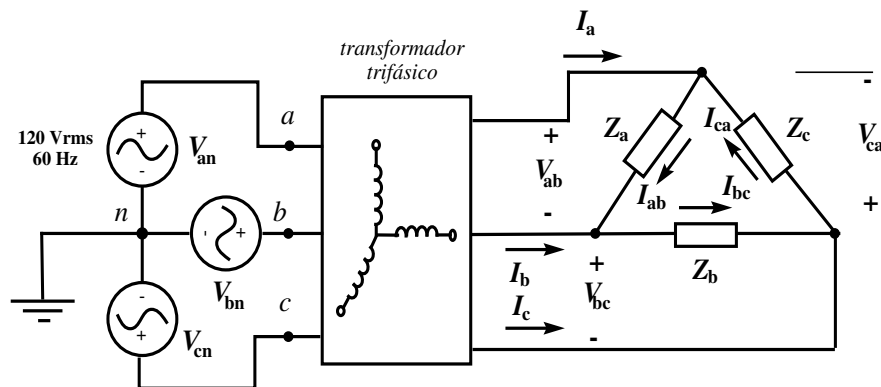 I_a
transformador
trifásico
120 Vrms
60 Hz
+
-
V_an
a
n
-
+
V_bn
b
-
+
V_cn
c
+
V_ab
-
Z_a
I_ab
I_ca
Z_c
I_bc
Z_b
-
V_ca
+
I_b
I_c
+
V_bc
-